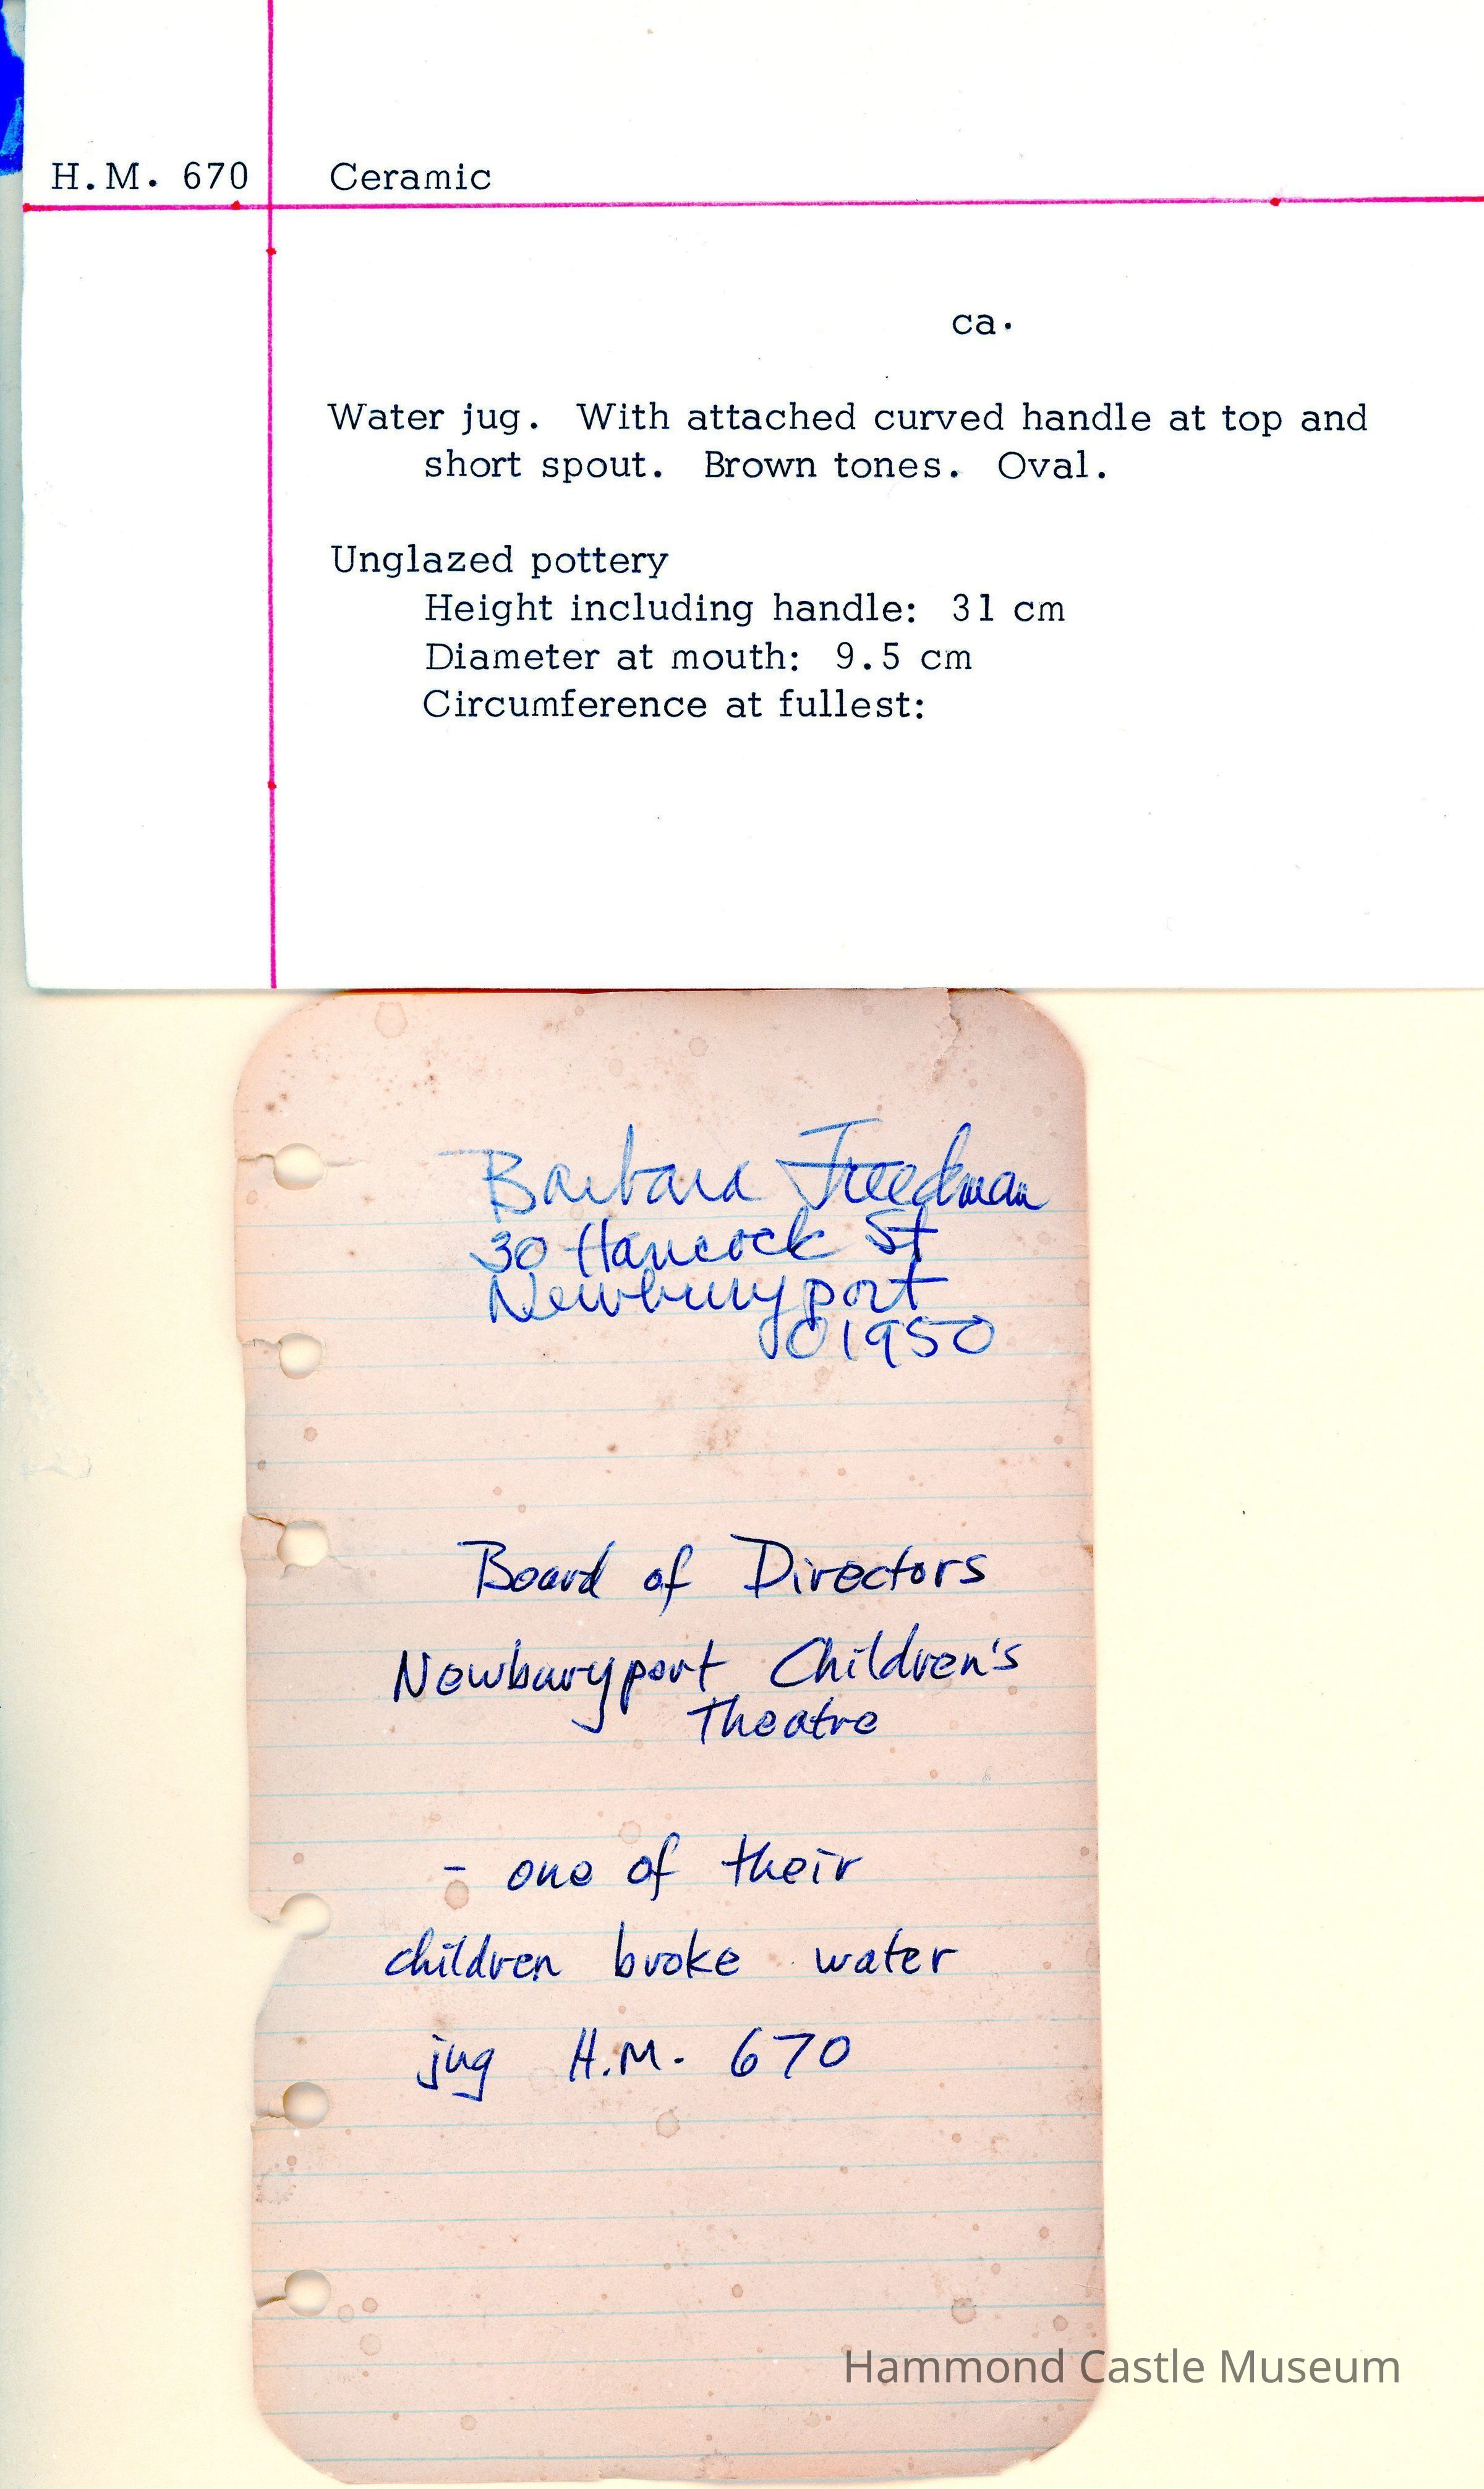 H.M. 670 Ceramic
ca.
Water jug. With attached curved handle at top and
short spout. Brown tones. Oval.
Unglazed pottery
Height including handle: 31 cm
Diameter at mouth: 9.5 cm
Circumference at fullest:
Barbara Freedman
30 Hancock St
Newburyport
01950
Board of Directors
Newburyport Children's
Theatre
- one of their
children broke water
jug H.M. 670
Hammond Castle Museum